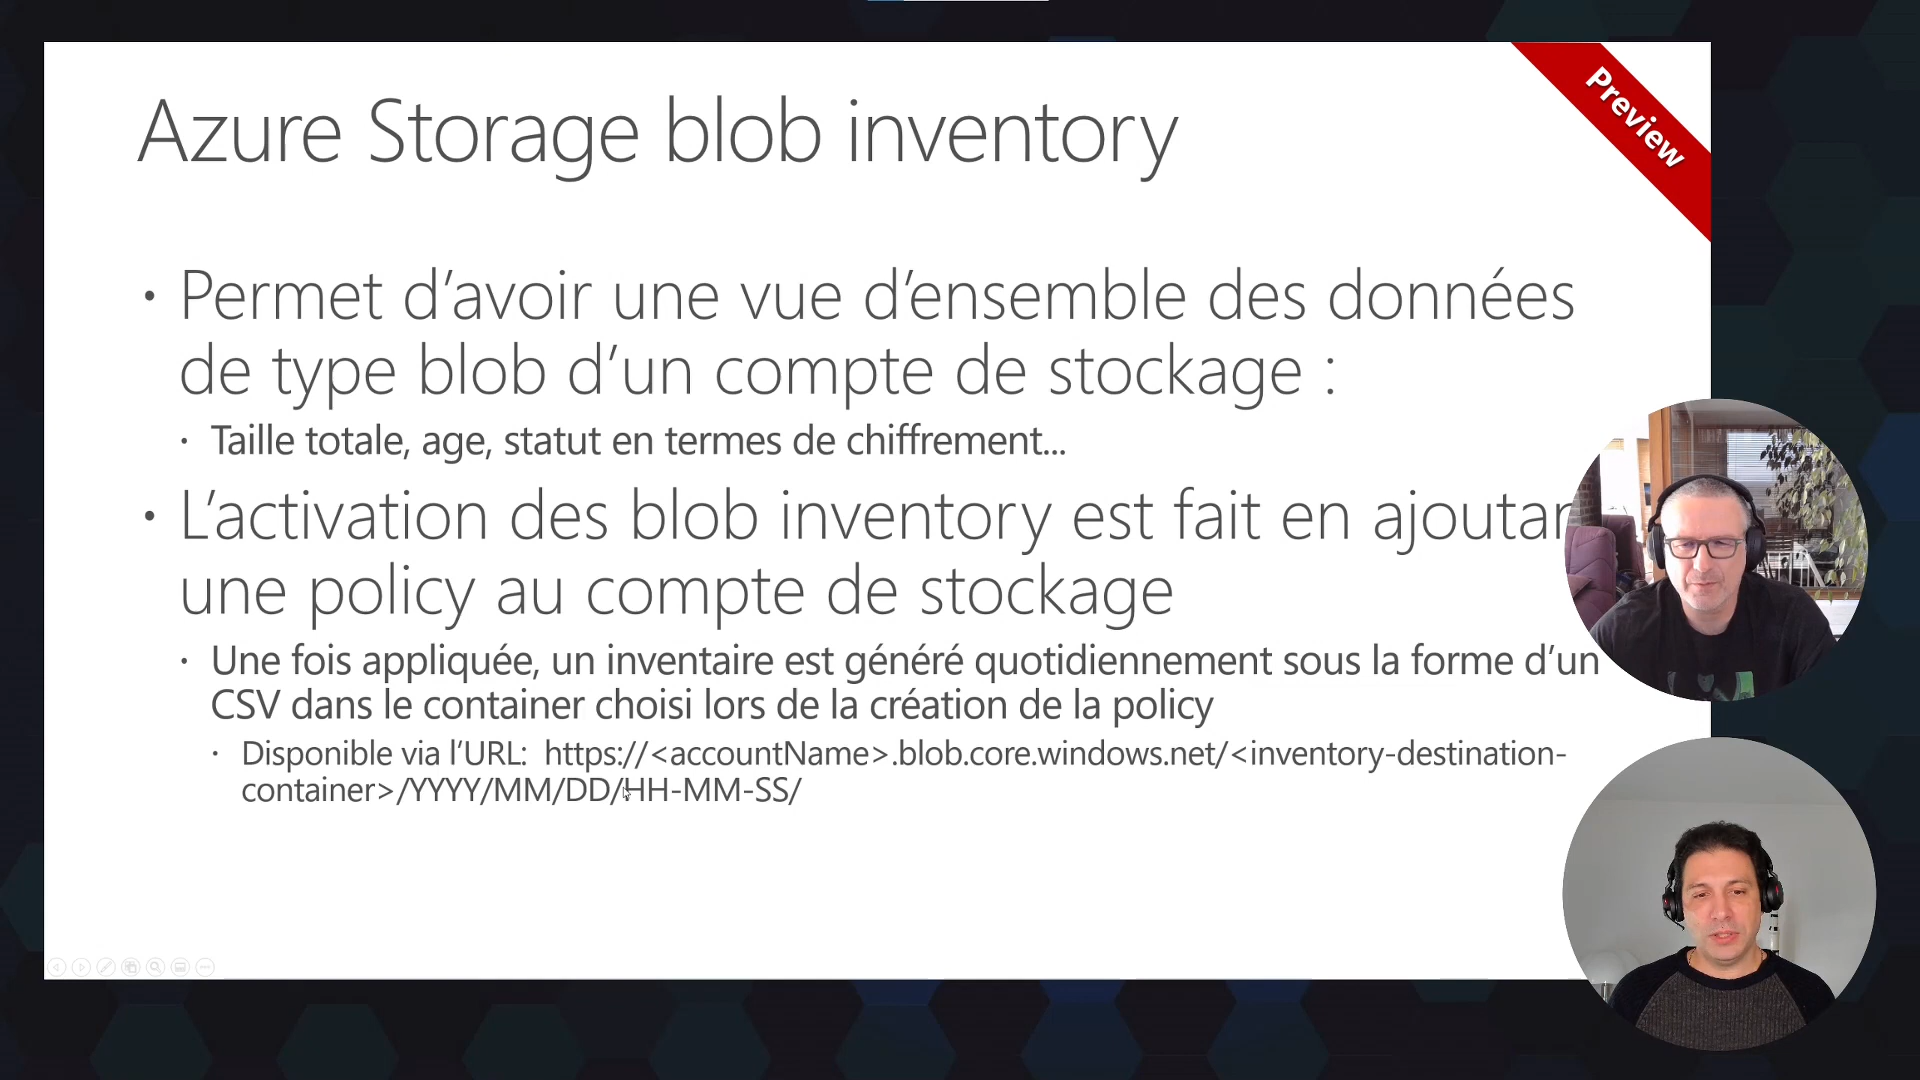 Azure Storage blob inventory
Preview
• Permet d’avoir une vue d’ensemble des données
de type blob d’un compte de stockage :
• Taille totale, age, statut en termes de chiffrement...
• L’activation des blob inventory est fait en ajoutan
une policy au compte de stockage
• Une fois appliquée, un inventaire est généré quotidiennement sous la forme d’un
CSV dans le container choisi lors de la création de la policy
• Disponible via l’URL: https://<accountName>.blob.core.windows.net/<inventory-destination-
container>/YYYY/MM/DD/HH-MM-SS/